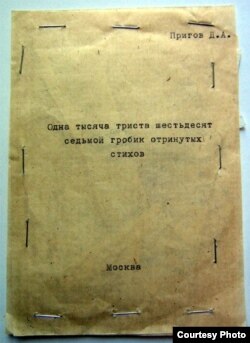 Пригов Д.А.
Одна тысяча триста шестьдесят
седьмой гробик отринутых
стихов
Москва
Courtesy Photo